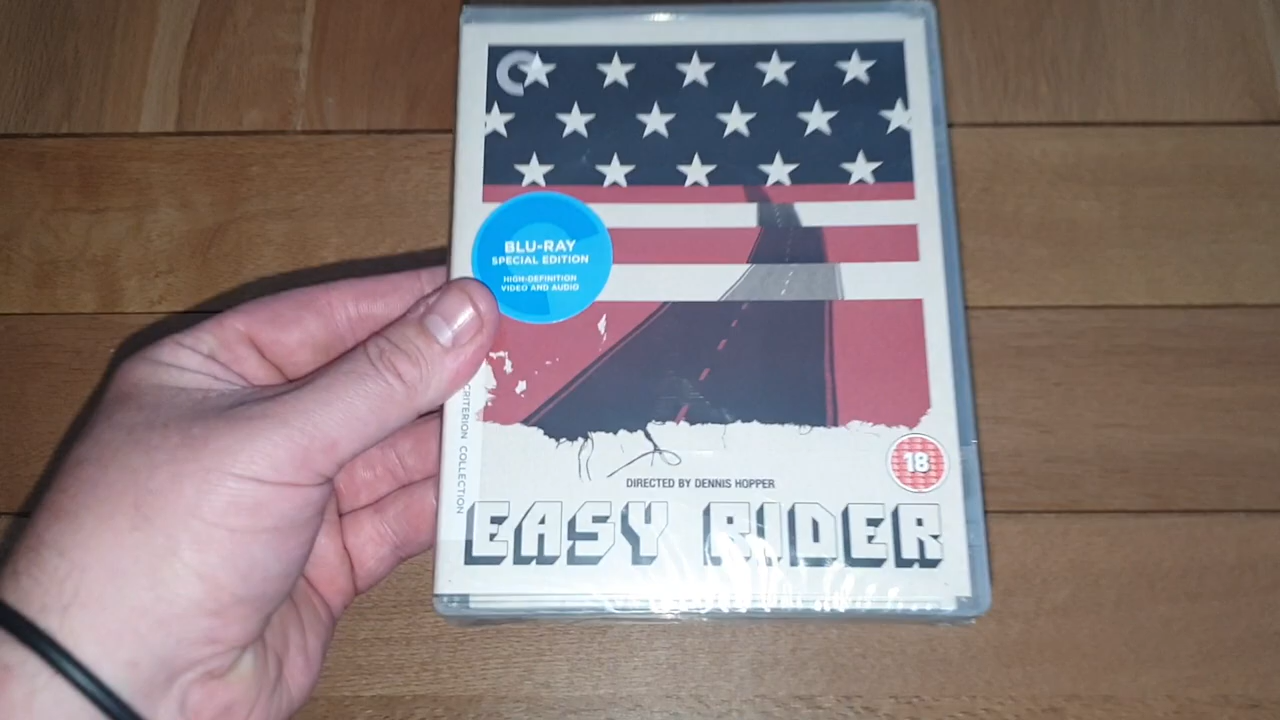 BLU-RAY
SPECIAL EDITION
HIGH-DEFINITION
VIDEO AND AUDIO
CRITERION COLLECTION
18
DIRECTED BY DENNIS HOPPER
EASY RIDER